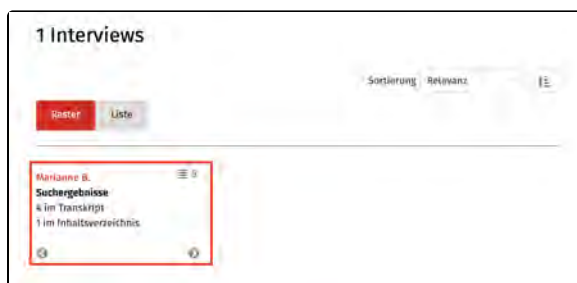 1 Interviews
Sortierung Relevanz
Raster Liste
Marianne B.
Suchergebnisse
4 im Transkript
1 im Inhaltsverzeichnis